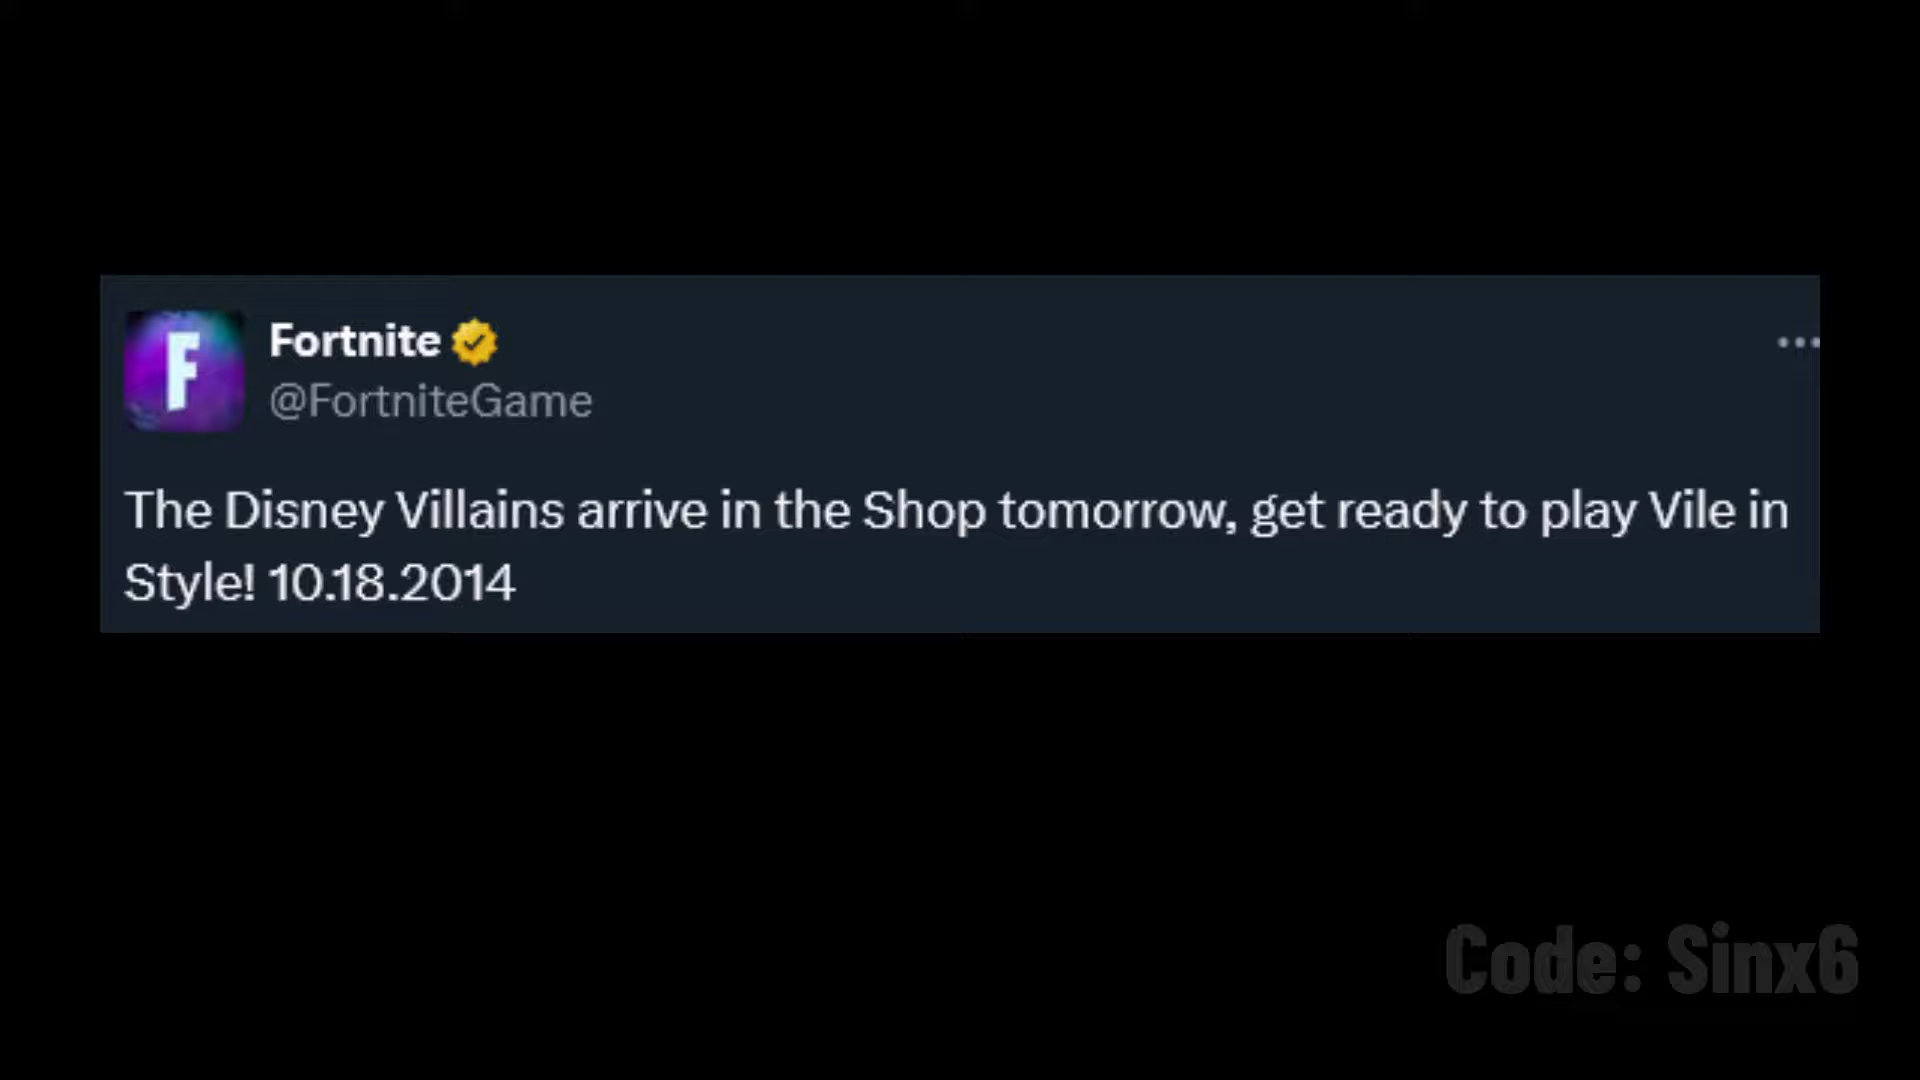 F
Fortnite
@FortniteGame
The Disney Villains arrive in the Shop tomorrow, get ready to play Vile in
Style! 10.18.2014
Code: Sinx6